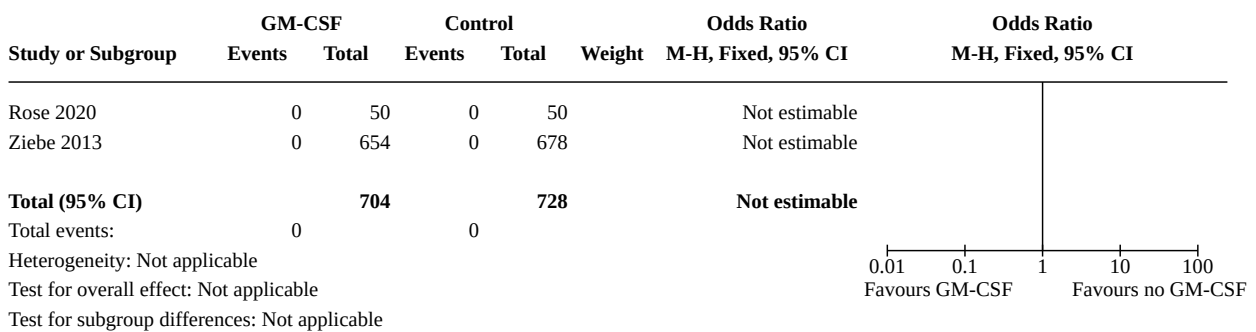 GM-CSF Control Odds Ratio Odds Ratio
Study or Subgroup Events Total Events Total Weight M-H, Fixed, 95% CI M-H, Fixed, 95% CI
Rose 2020 0 50 0 50 Not estimable
Ziebe 2013 0 654 0 678 Not estimable
Total (95% CI) 704 728 Not estimable
Total events: 0 0
Heterogeneity: Not applicable
Test for overall effect: Not applicable
Test for subgroup differences: Not applicable
0.01 0.1 1 10 100
Favours GM-CSF Favours no GM-CSF